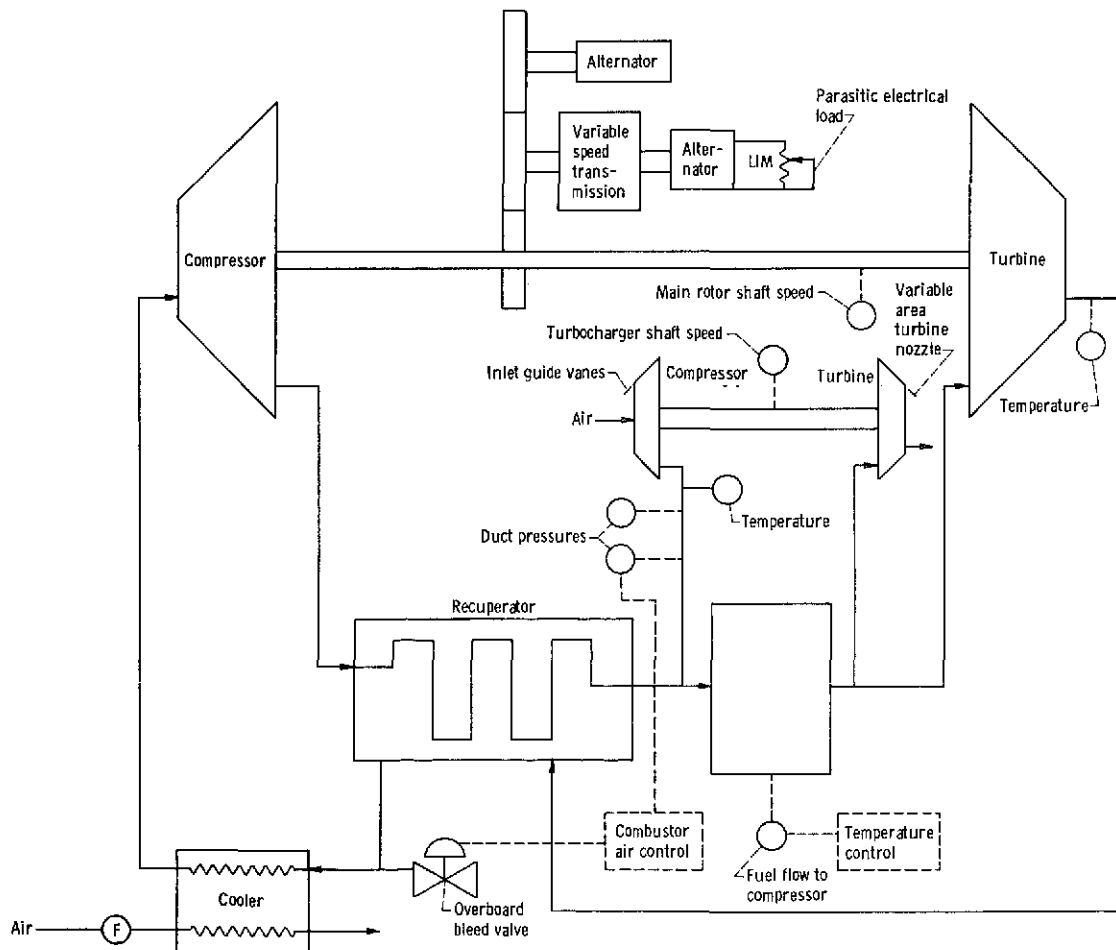 Alternator
Parasitic electrical
load
Variable
speed
trans-
mission
Alter-
nator
LIM
Compressor
Turbine
Main rotor shaft speed
Variable
area
turbine
nozzle
Turbocharger shaft speed
Inlet guide vanes
Compressor
Turbine
Temperature
Air
Temperature
Duct pressures
Recuperator
Combustor
air control
Temperature
control
Fuel flow to
compressor
Cooler
Overboard
bleed valve
Air
F